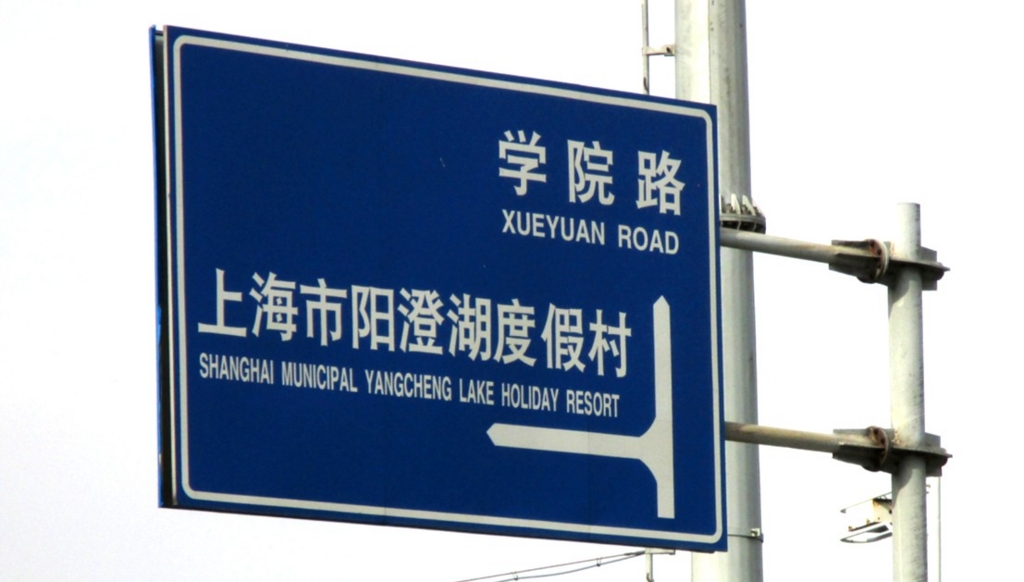 学院路
XUEYUAN ROAD
上海市阳澄湖度假村
SHANGHAI MUNICIPAL YANGCHENG LAKE HOLIDAY RESORT